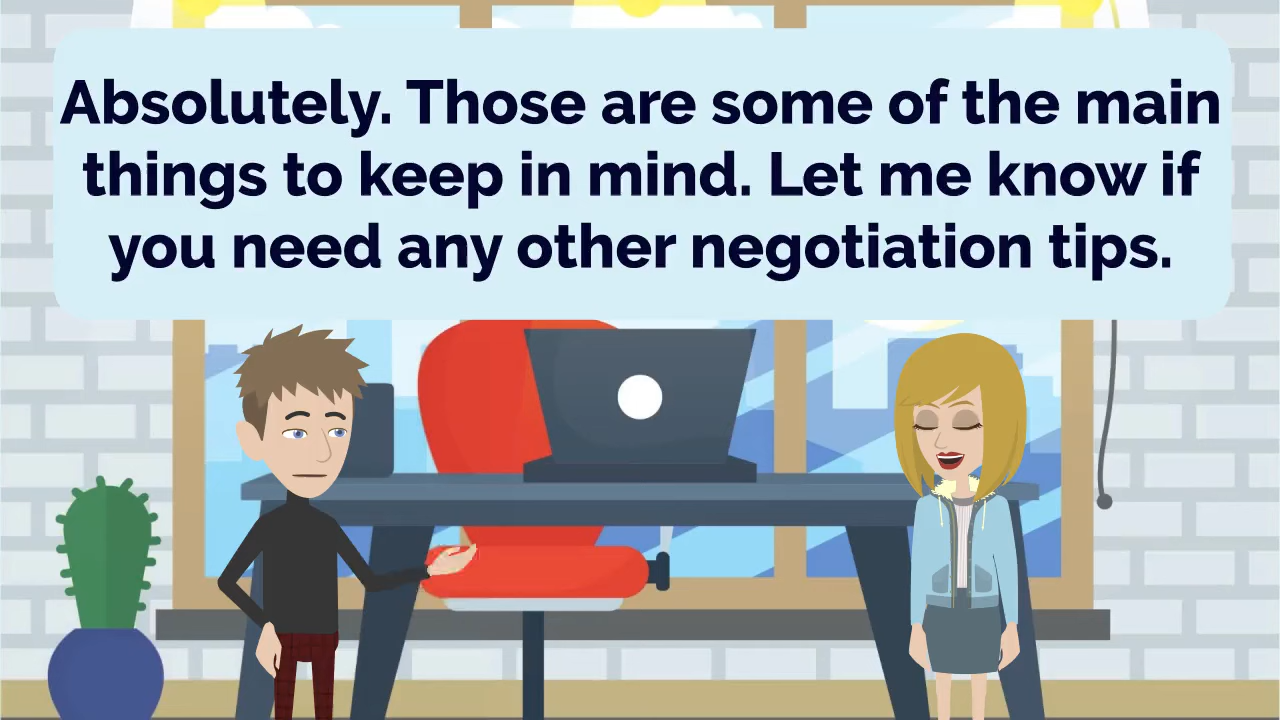 Absolutely. Those are some of the main
things to keep in mind. Let me know if
you need any other negotiation tips.